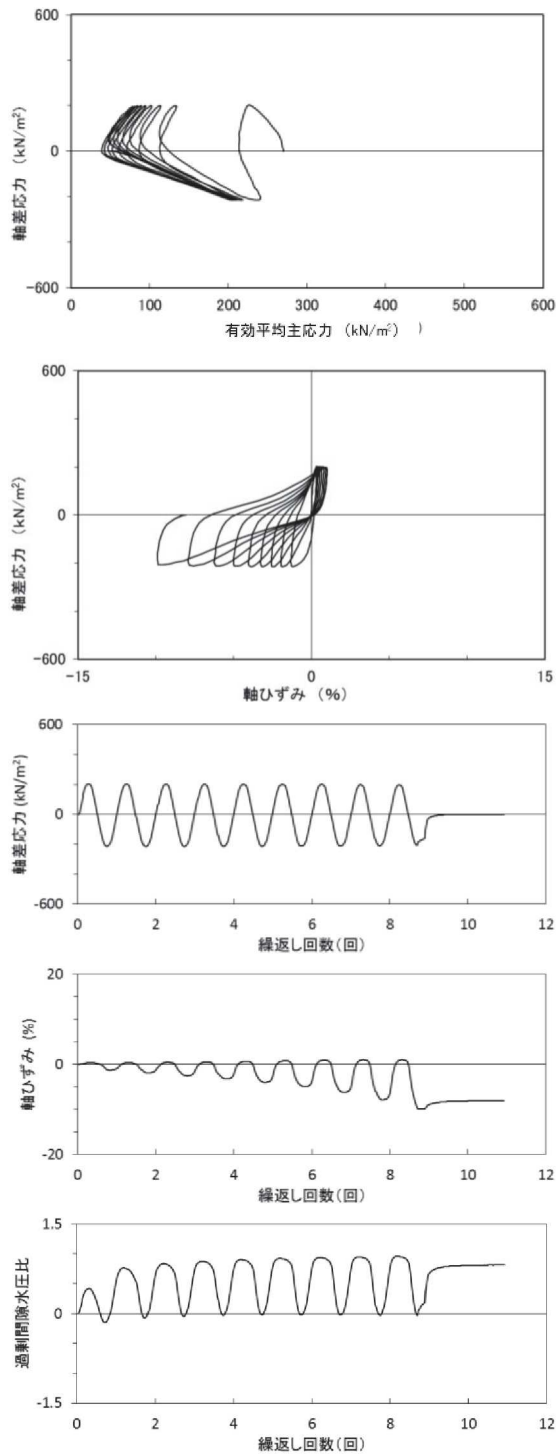 600
0
-600
軸差応力 (kN/m²)
0 100 200 300 400 500 600
有効平均主応力 (kN/m²) )
600
0
-600
軸差応力 (kN/m²)
-15 0 15
軸ひずみ (%)
600
0
-600
軸差応力 (kN/m²)
0 2 4 6 8 10 12
繰返し回数(回)
20
0
-20
軸ひずみ (%)
0 2 4 6 8 10 12
繰返し回数(回)
1.5
0
-1.5
過剰間隙水圧比
0 2 4 6 8 10 12
繰返し回数(回)